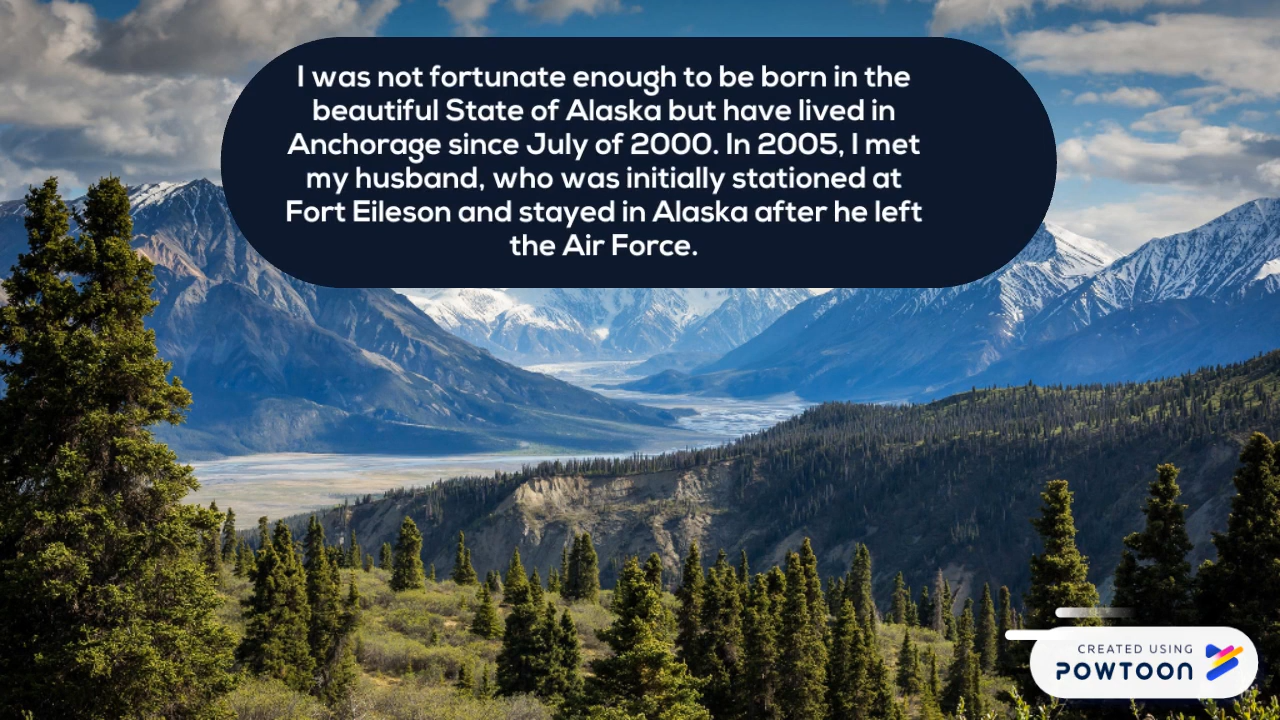 I was not fortunate enough to be born in the
beautiful State of Alaska but have lived in
Anchorage since July of 2000. In 2005, I met
my husband, who was initially stationed at
Fort Eileson and stayed in Alaska after he left
the Air Force.
CREATED USING
POWTOON